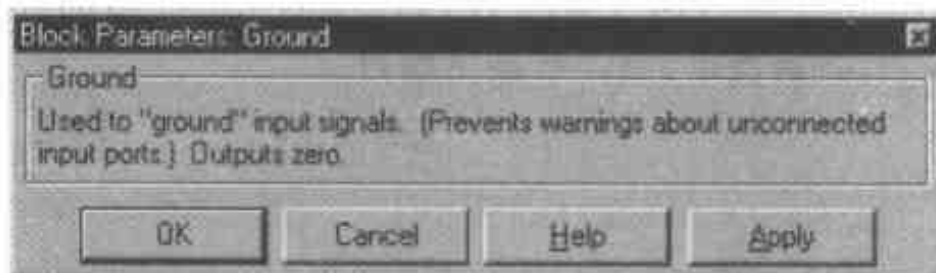 Block Parameters: Ground
Ground
Used to "ground" input signals. (Prevents warnings about unconnected
input ports.) Outputs zero.
OK
Cancel
Help
Apply